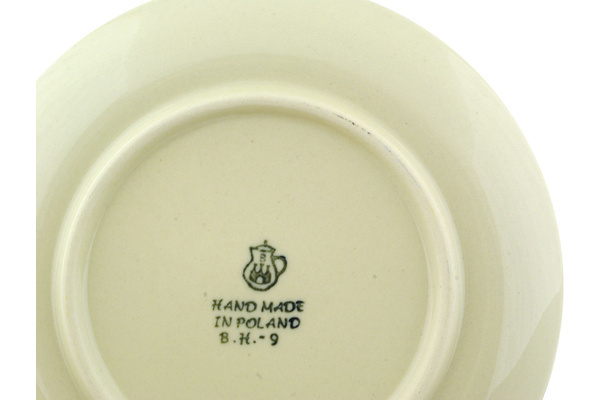 B
HAND MADE
IN POLAND
B.H.-9